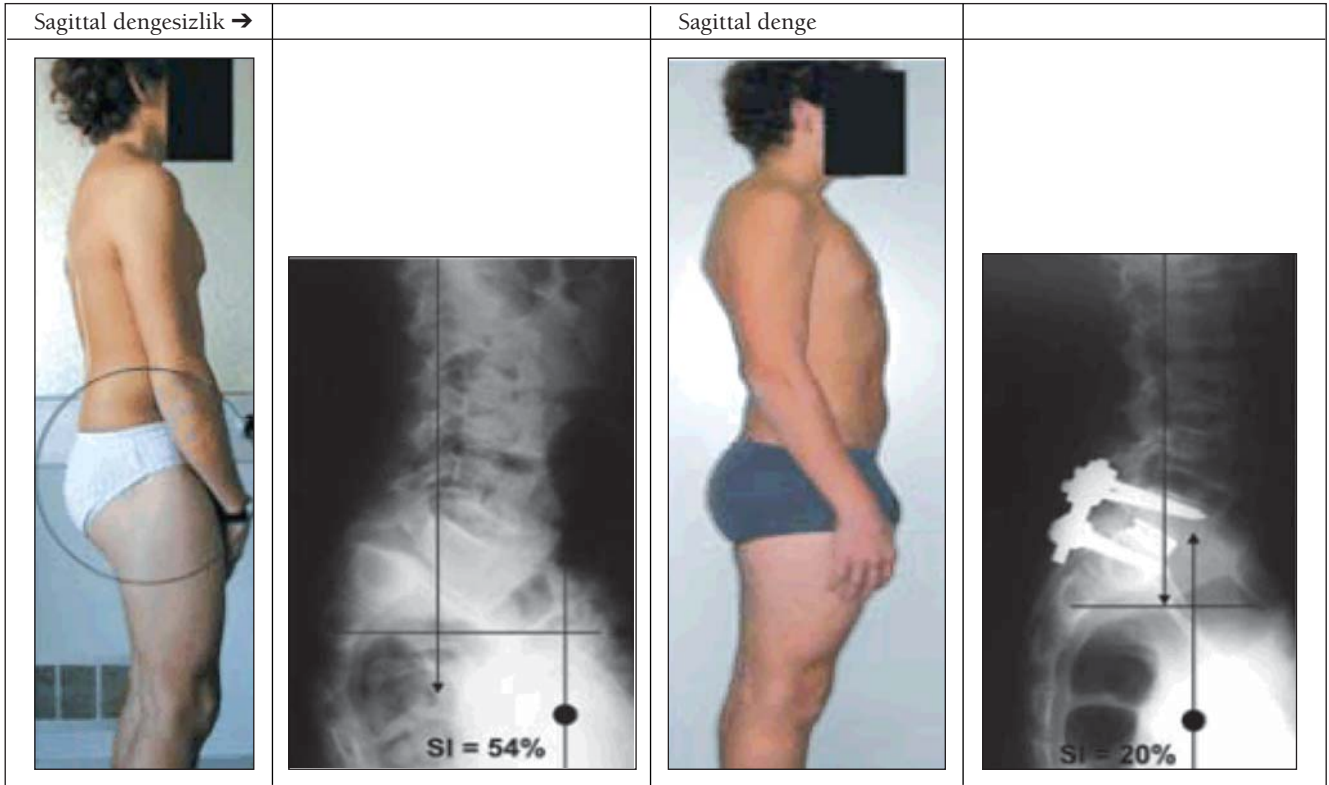 Sagittal dengesizlik ➔
Sagittal denge
SI = 54%
SI = 20%